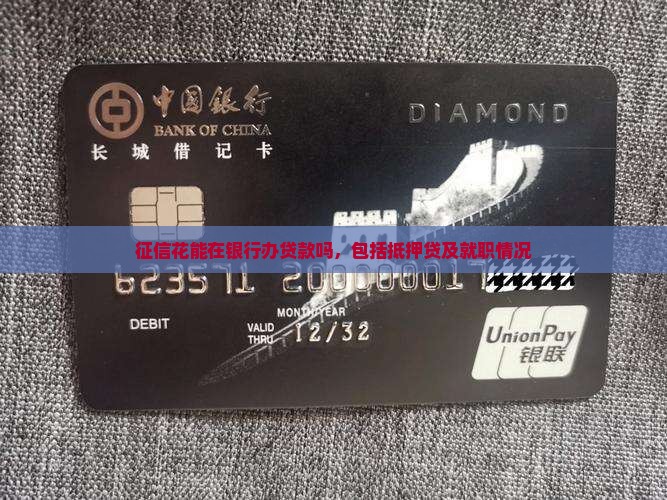 中国银行
BANK OF CHINA
长城借记卡
DIAMOND
征信花能在银行办贷款吗，包括抵押贷及就职情况
DEBIT
MONTH/YEAR
VALID THRU 12/32
UnionPay
银联